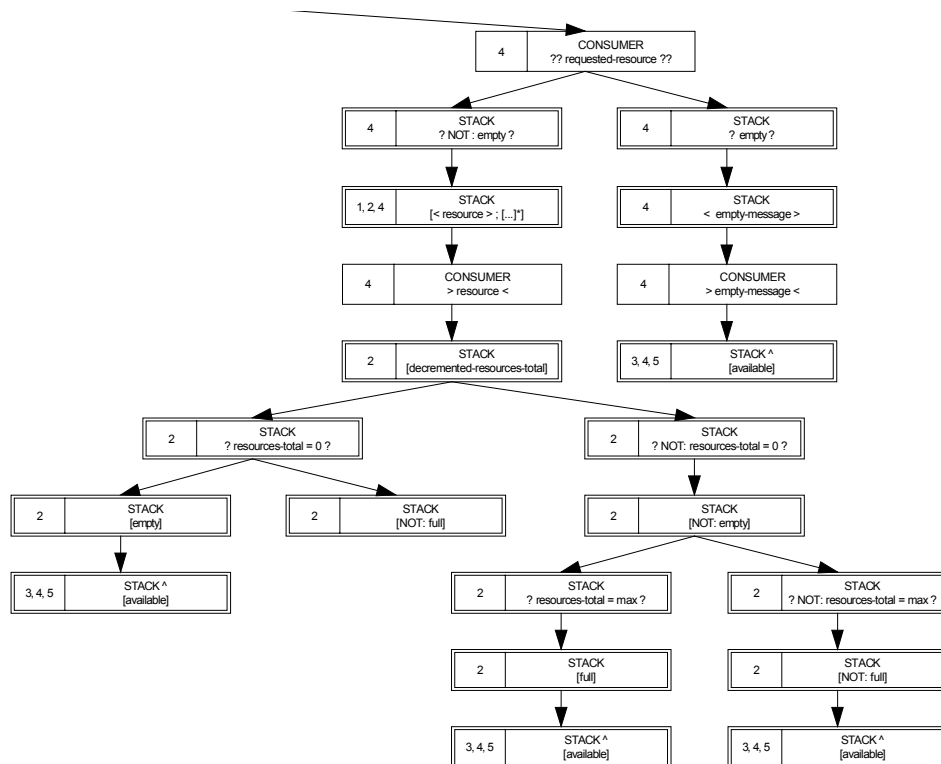 4
CONSUMER
?? requested-resource ??
4
STACK
? NOT : empty ?
4
STACK
? empty ?
1, 2, 4
STACK
[< resource > ; [...]*]
4
STACK
< empty-message >
4
CONSUMER
> resource <
4
CONSUMER
> empty-message <
2
STACK
[decremented-resources-total]
3, 4, 5
STACK ^
[available]
2
STACK
? resources-total = 0 ?
2
STACK
? NOT: resources-total = 0 ?
2
STACK
[empty]
2
STACK
[NOT: full]
2
STACK
[NOT: empty]
3, 4, 5
STACK ^
[available]
2
STACK
? resources-total = max ?
2
STACK
? NOT: resources-total = max ?
2
STACK
[full]
2
STACK
[NOT: full]
3, 4, 5
STACK ^
[available]
3, 4, 5
STACK ^
[available]